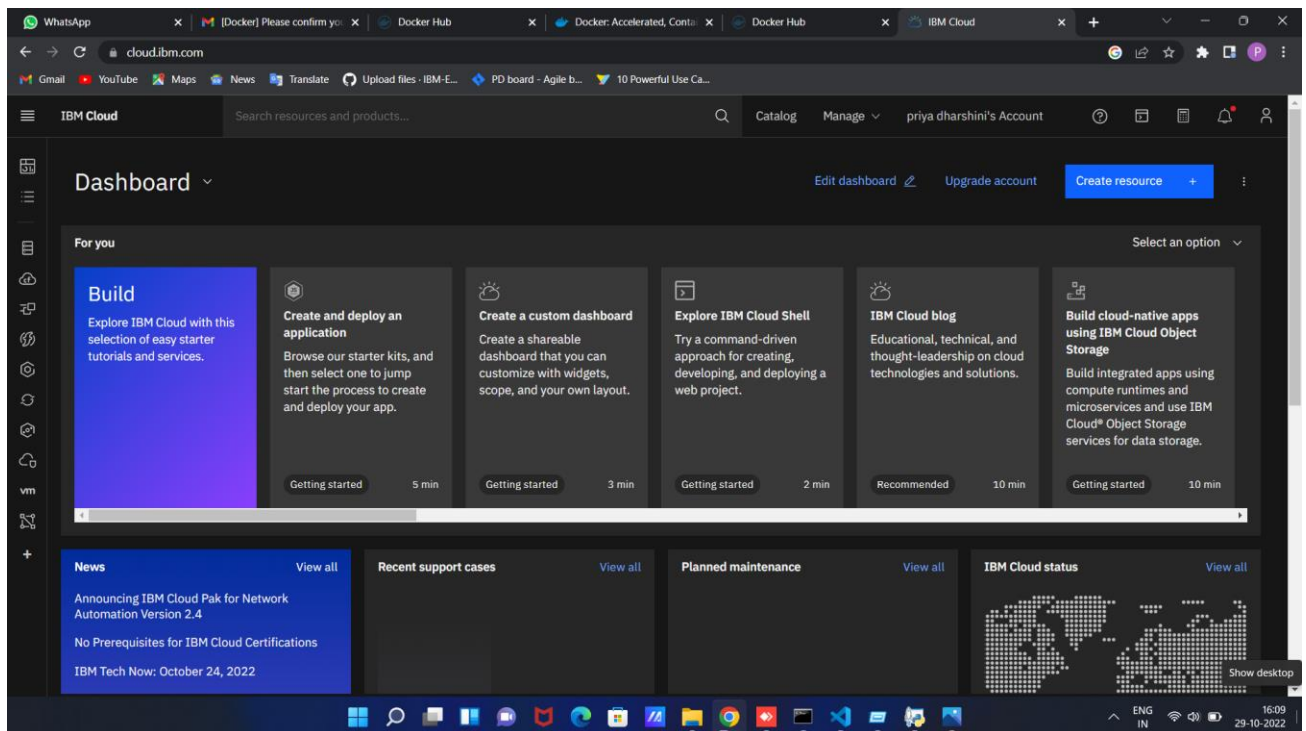 WhatsApp
[Docker] Please confirm you
Docker Hub
Docker: Accelerated, Contai
Docker Hub
IBM Cloud
cloud.ibm.com
Gmail
YouTube
Maps
News
Translate
Upload files · IBM-E...
PD board - Agile b...
10 Powerful Use Ca...
P
IBM Cloud
Search resources and products...
Catalog
Manage
priya dharshini's Account
Dashboard
Edit dashboard
Upgrade account
Create resource +
For you
Select an option
Build
Explore IBM Cloud with this
selection of easy starter
tutorials and services.
Create and deploy an
application
Browse our starter kits, and
then select one to jump
start the process to create
and deploy your app.
Getting started
5 min
Create a custom dashboard
Create a shareable
dashboard that you can
customize with widgets,
scope, and your own layout.
Getting started
3 min
Explore IBM Cloud Shell
Try a command-driven
approach for creating,
developing, and deploying a
web project.
Getting started
2 min
IBM Cloud blog
Educational, technical, and
thought-leadership on cloud
technologies and solutions.
Recommended
10 min
Build cloud-native apps
using IBM Cloud Object
Storage
Build integrated apps using
compute runtimes and
microservices and use IBM
Cloud® Object Storage
services for data storage.
Getting started
10 min
vm
News
View all
Announcing IBM Cloud Pak for Network
Automation Version 2.4
No Prerequisites for IBM Cloud Certifications
IBM Tech Now: October 24, 2022
Recent support cases
View all
Planned maintenance
View all
IBM Cloud status
View all
Show desktop
ENG
IN
16:09
29-10-2022